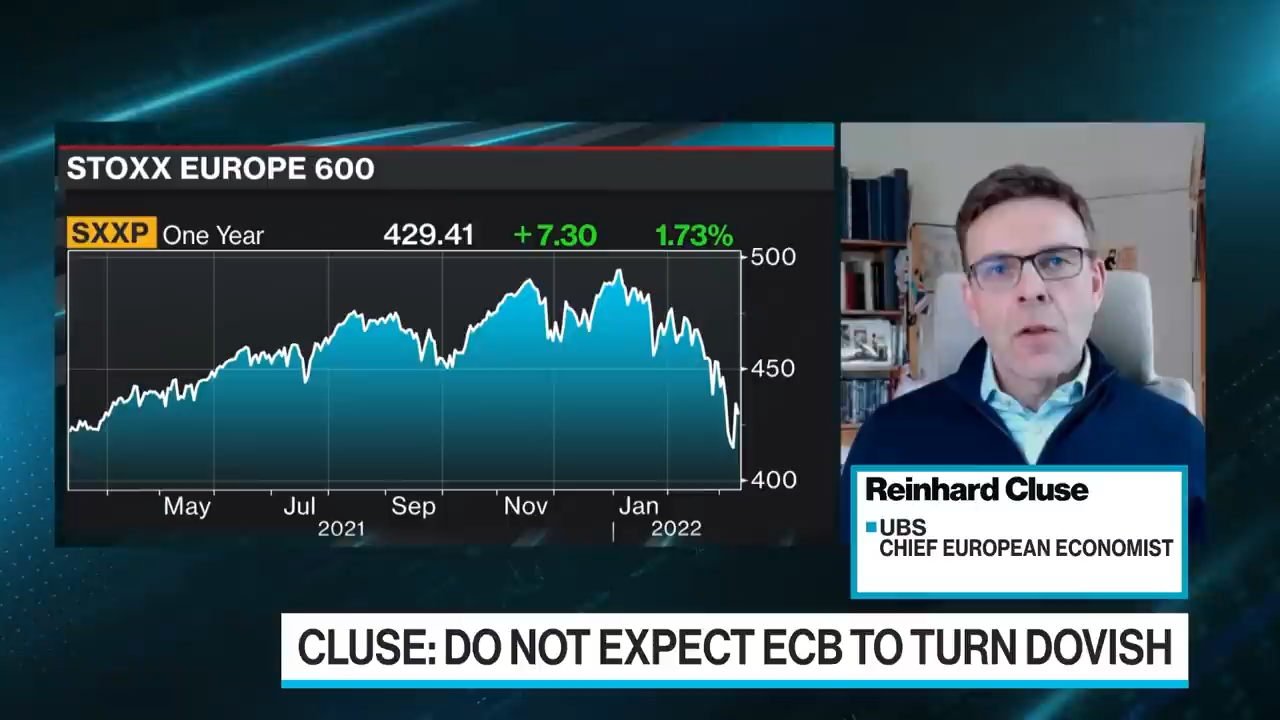 STOXX EUROPE 600
SXXP One Year 429.41 +7.30 1.73%
500
450
400
May Jul Sep Nov Jan
2021 2022
Reinhard Cluse
UBS
CHIEF EUROPEAN ECONOMIST
CLUSE: DO NOT EXPECT ECB TO TURN DOVISH